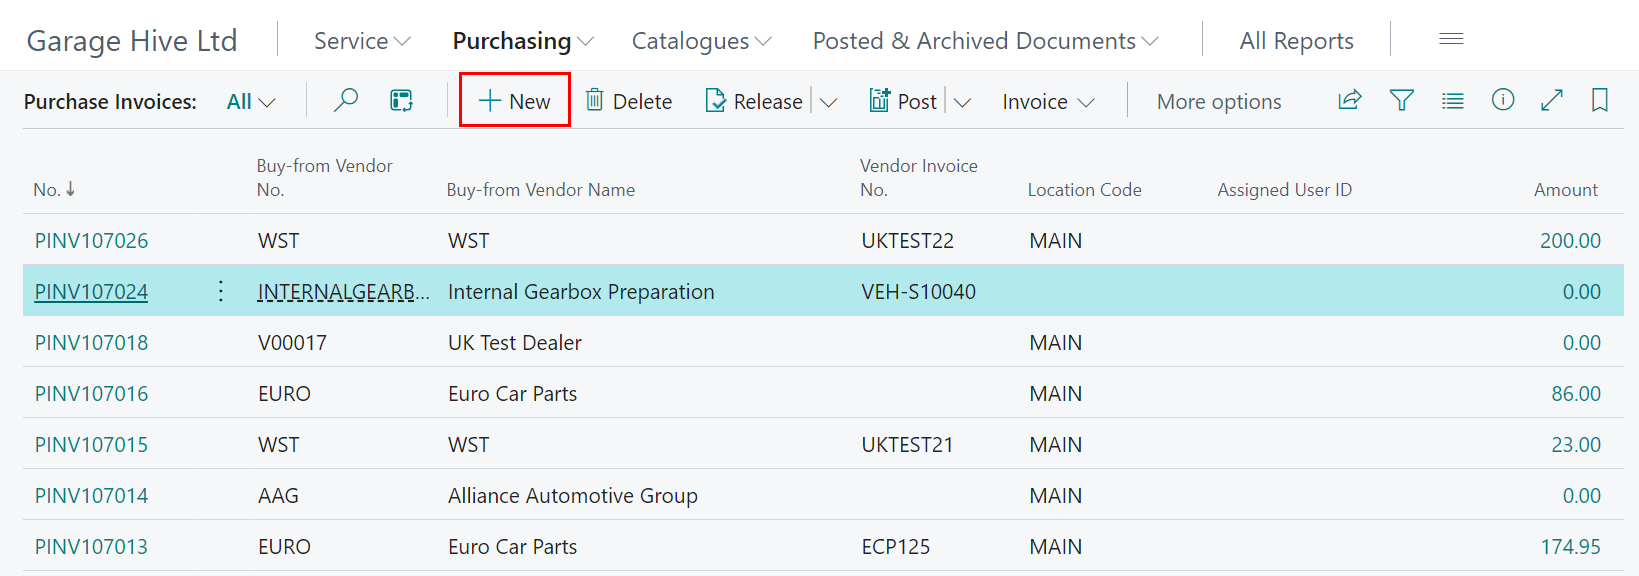 Garage Hive Ltd Service Purchasing Catalogues Posted & Archived Documents All Reports
Purchase Invoices: All New Delete Release Post Invoice More options
No. Buy-from Vendor No. Buy-from Vendor Name Vendor Invoice No. Location Code Assigned User ID Amount
PINV107026 WST WST UKTEST22 MAIN 200.00
PINV107024 INTERNALGEARB... Internal Gearbox Preparation VEH-S10040 0.00
PINV107018 V00017 UK Test Dealer MAIN 0.00
PINV107016 EURO Euro Car Parts MAIN 86.00
PINV107015 WST WST UKTEST21 MAIN 23.00
PINV107014 AAG Alliance Automotive Group MAIN 0.00
PINV107013 EURO Euro Car Parts ECP125 MAIN 174.95